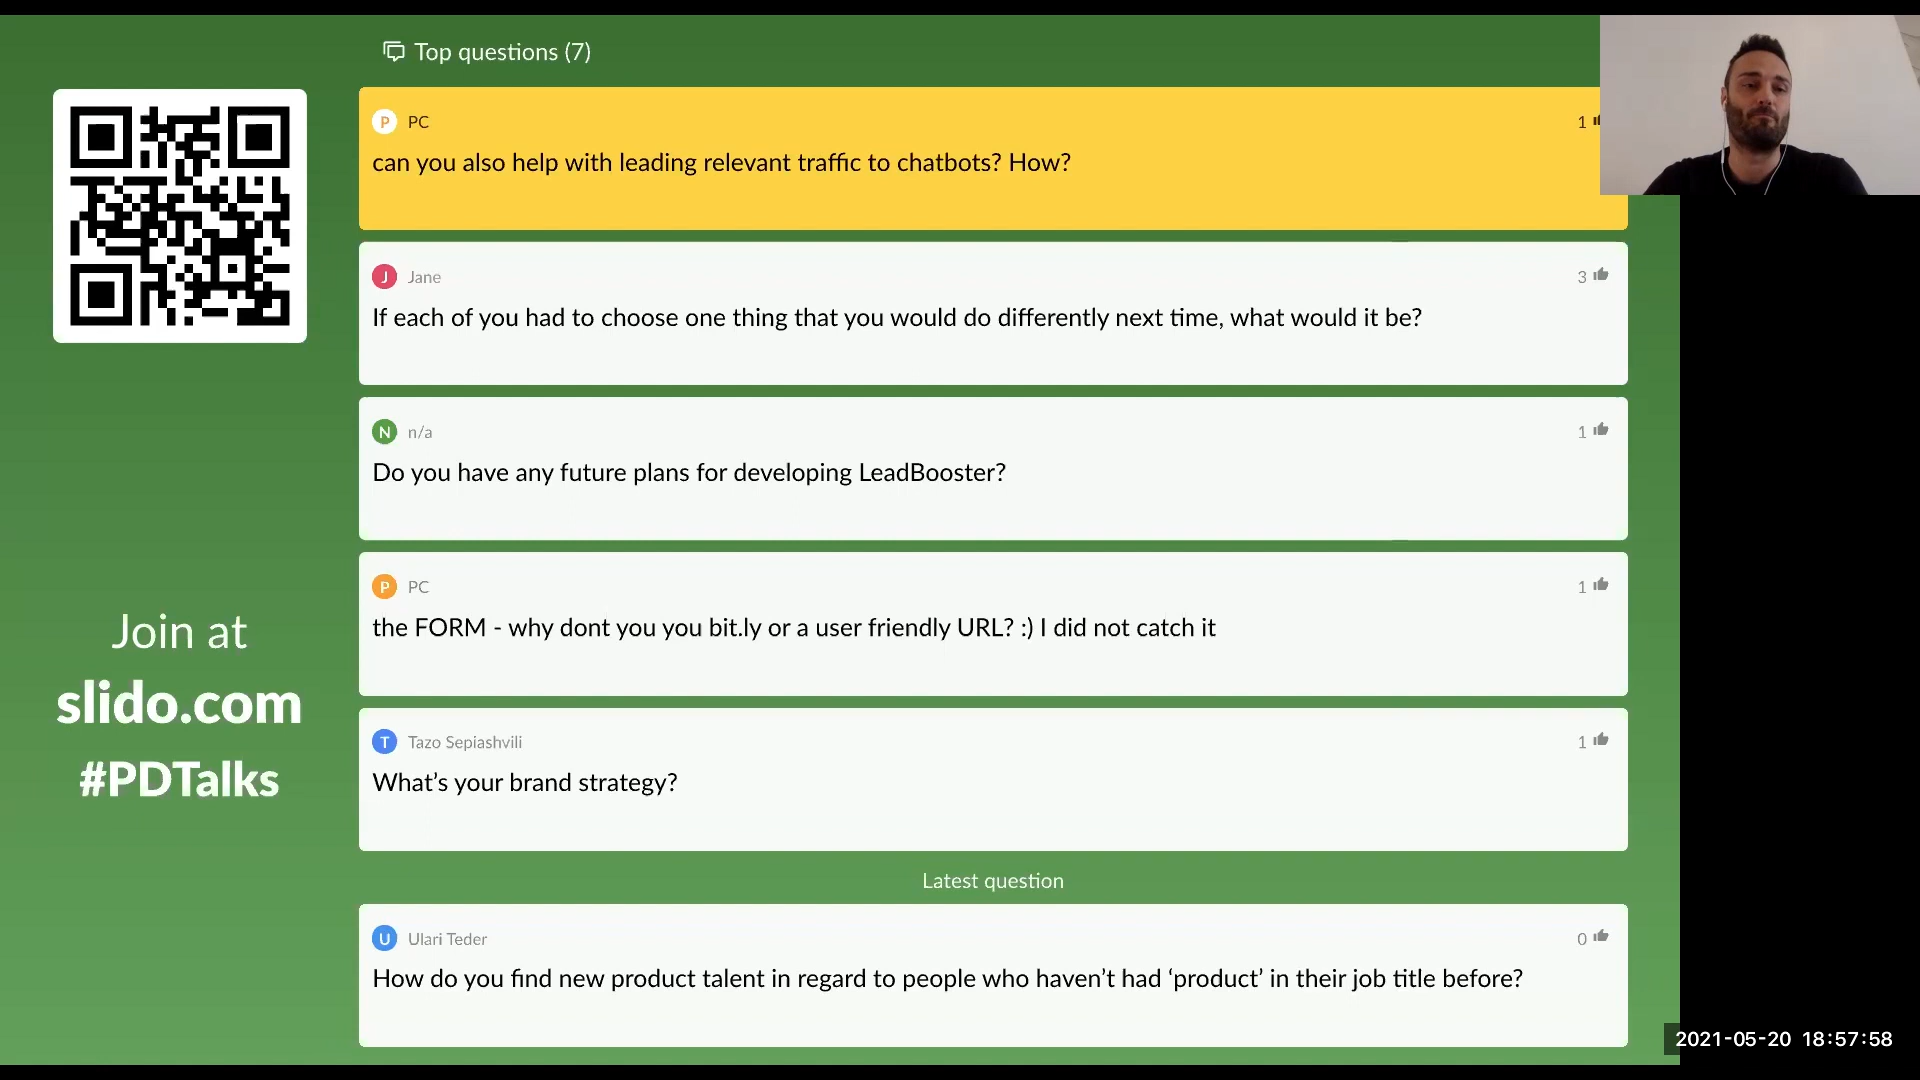 Top questions (7)
P PC 1
can you also help with leading relevant traffic to chatbots? How?
J Jane 3
If each of you had to choose one thing that you would do differently next time, what would it be?
N n/a 1
Do you have any future plans for developing LeadBooster?
P PC 1
the FORM - why dont you you bit.ly or a user friendly URL? :) I did not catch it
T Tazo Sepiashvili 1
What’s your brand strategy?
Latest question
U Ulari Teder 0
How do you find new product talent in regard to people who haven’t had ‘product’ in their job title before?
Join at
slido.com
#PDTalks
2021-05-20 18:57:58